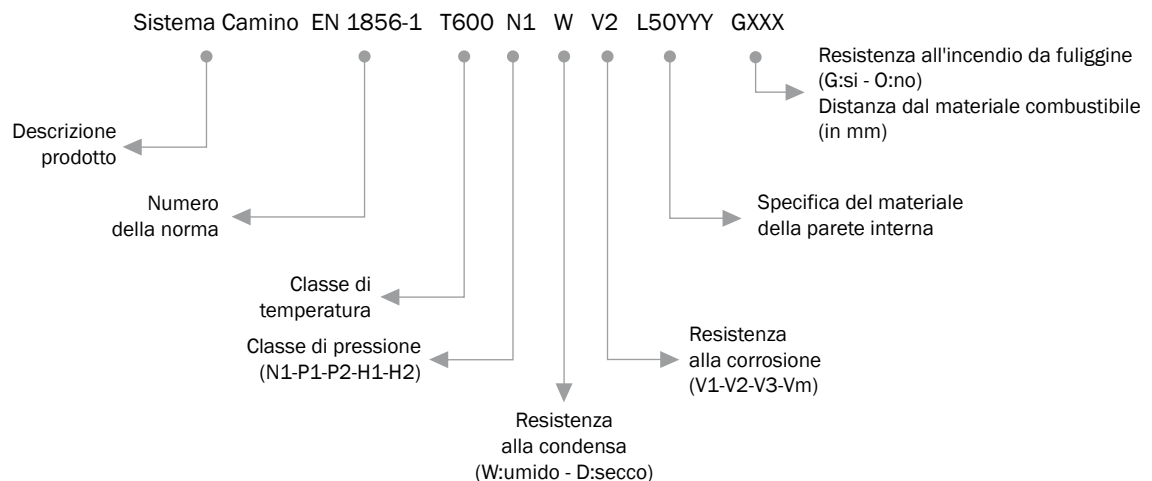 Sistema Camino EN 1856-1 T600 N1 W V2 L50YYY GXXX
Resistenza all'incendio da fuliggine
(G:si - O:no)
Distanza dal materiale combustibile
(in mm)
Descrizione
prodotto
Numero
della norma
Specifica del materiale
della parete interna
Classe di
temperatura
Classe di pressione
(N1-P1-P2-H1-H2)
Resistenza
alla corrosione
(V1-V2-V3-Vm)
Resistenza
alla condensa
(W:umido - D:secco)